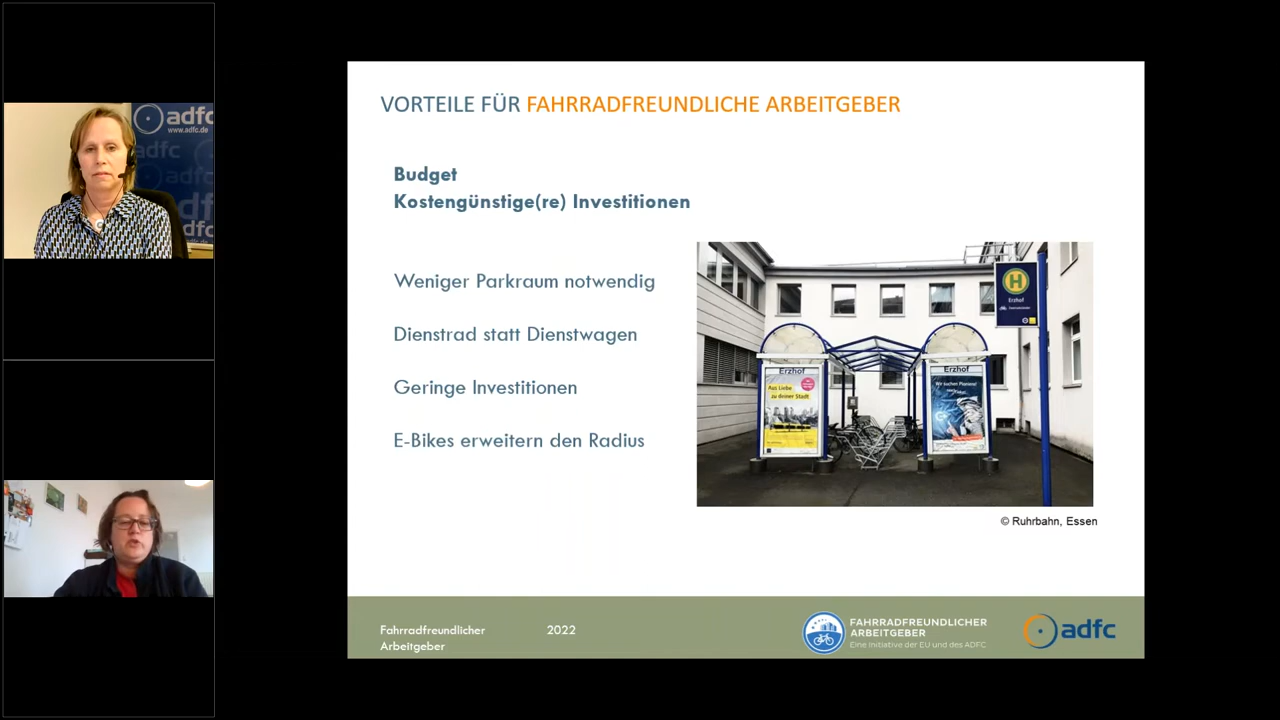 adfc
www.adfc.de
adfc
adfc
VORTEILE FÜR FAHRRADFREUNDLICHE ARBEITGEBER
Budget
Kostengünstige(re) Investitionen
Weniger Parkraum notwendig
Dienstrad statt Dienstwagen
Geringe Investitionen
E-Bikes erweitern den Radius
H
Erzhof
Erzhof
Aus Liebe
zu deiner Stadt
Erzhof
Wir suchen Planeten!
© Ruhrbahn, Essen
Fahrradfreundlicher
Arbeitgeber
2022
FAHRRADFREUNDLICHER
ARBEITGEBER
Eine Initiative der EU und des ADFC
adfc